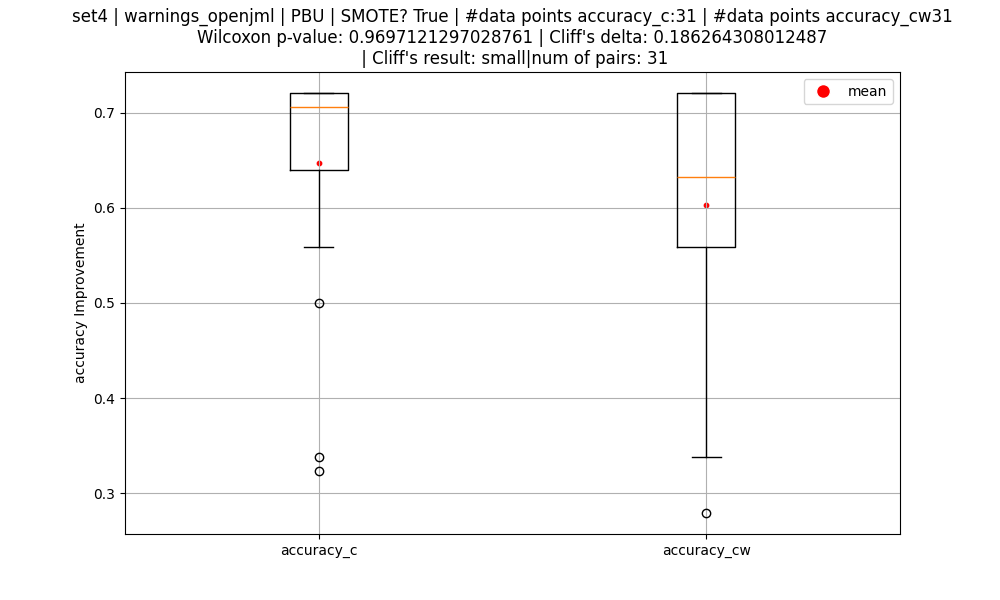 set4 | warnings_openjml | PBU | SMOTE? True | #data points accuracy_c:31 | #data points accuracy_cw31
Wilcoxon p-value: 0.9697121297028761 | Cliff's delta: 0.186264308012487
| Cliff's result: small|num of pairs: 31
mean
0.7
0.6
0.5
0.4
0.3
accuracy Improvement
accuracy_c
accuracy_cw